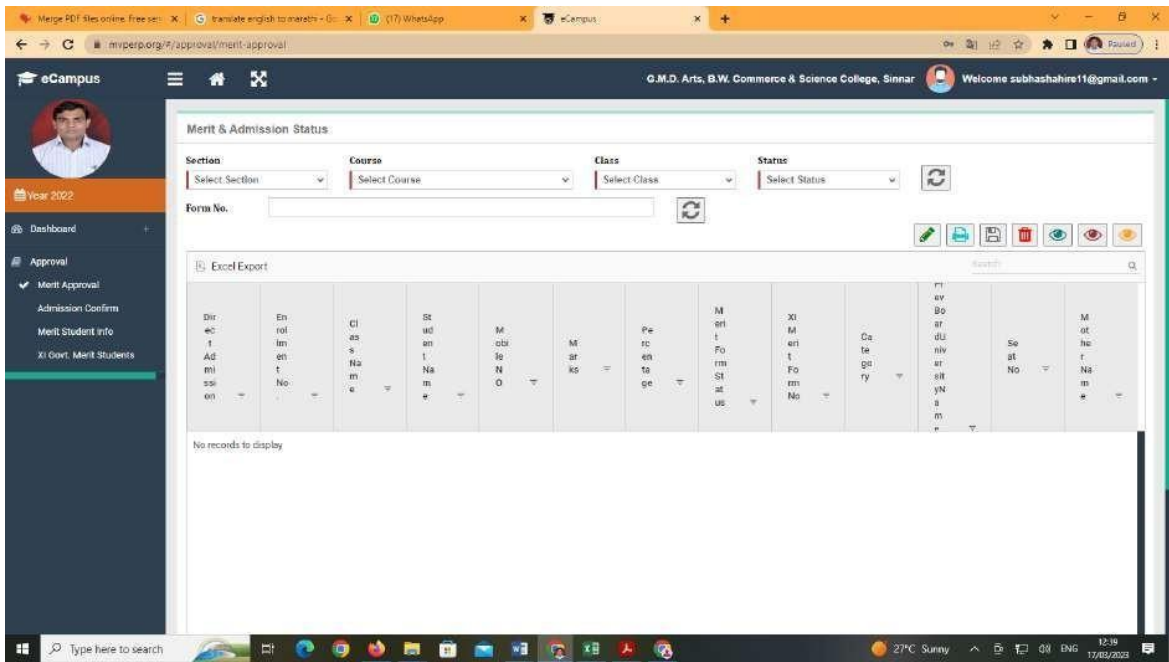 Merge PDF files online. Free ser
translate english to marathi - G
(17) WhatsApp
eCampus
mvperp.org/#/approval/merit-approval
Paused
eCampus
G.M.D. Arts, B.W. Commerce & Science College, Sinnar
Welcome subhashahire11@gmail.com
Year 2022
Dashboard
Approval
Merit Approval
Admission Confirm
Merit Student Info
XI Govt. Merit Students
Merit & Admission Status
Section Course Class Status
Select Section Select Course Select Class Select Status
Form No.
Excel Export
Search
Direct Admission
Enrolment No.
Class Name
Student Name
Mobile NO
Marks
Percentage
Merit Form Status
XI Merit Form No
Category
Prev Board University Name
Seat No
Mother Name
No records to display
Type here to search
27°C Sunny
ENG
12:39
17/03/2023